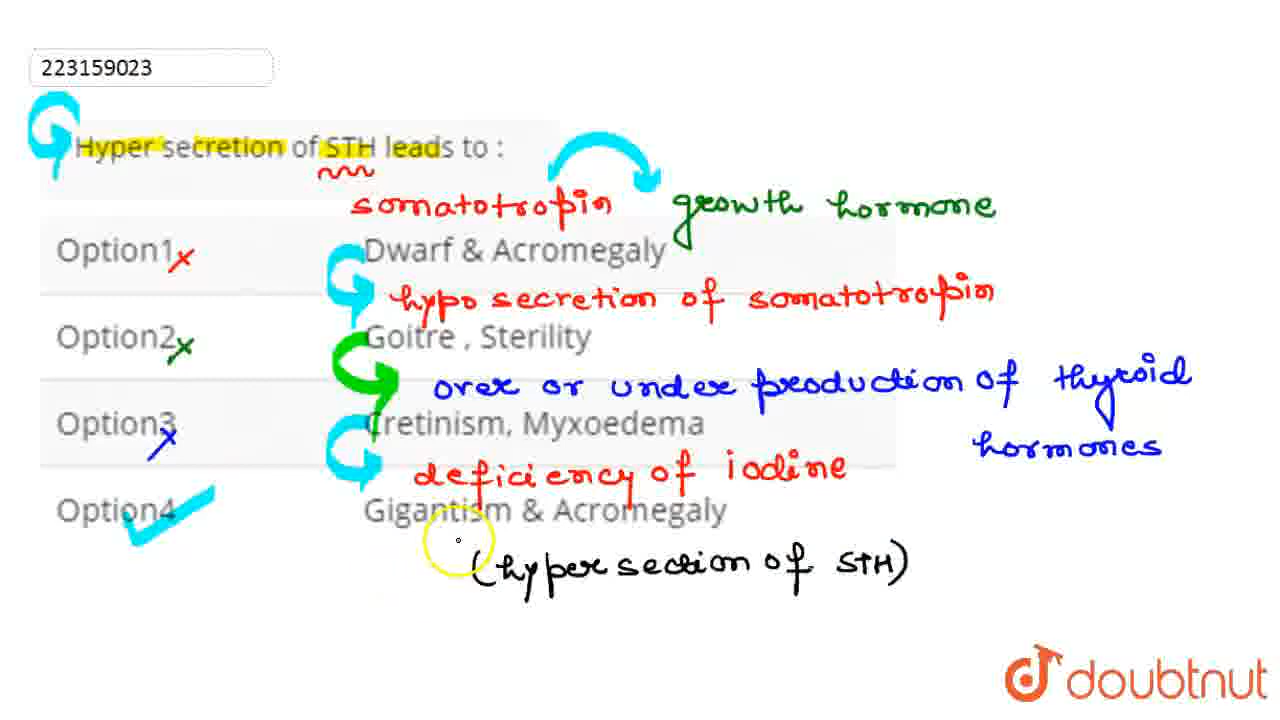 223159023
Hyper secretion of STH leads to :
somatotropin growth hormone
Option1 Dwarf & Acromegaly
hypo secretion of somatotropin
Option2 Goitre , Sterility
over or under production of thyroid
hormones
Option3 Cretinism, Myxoedema
deficiency of iodine
Option4 Gigantism & Acromegaly
(hyper section of STH)
doubtnut